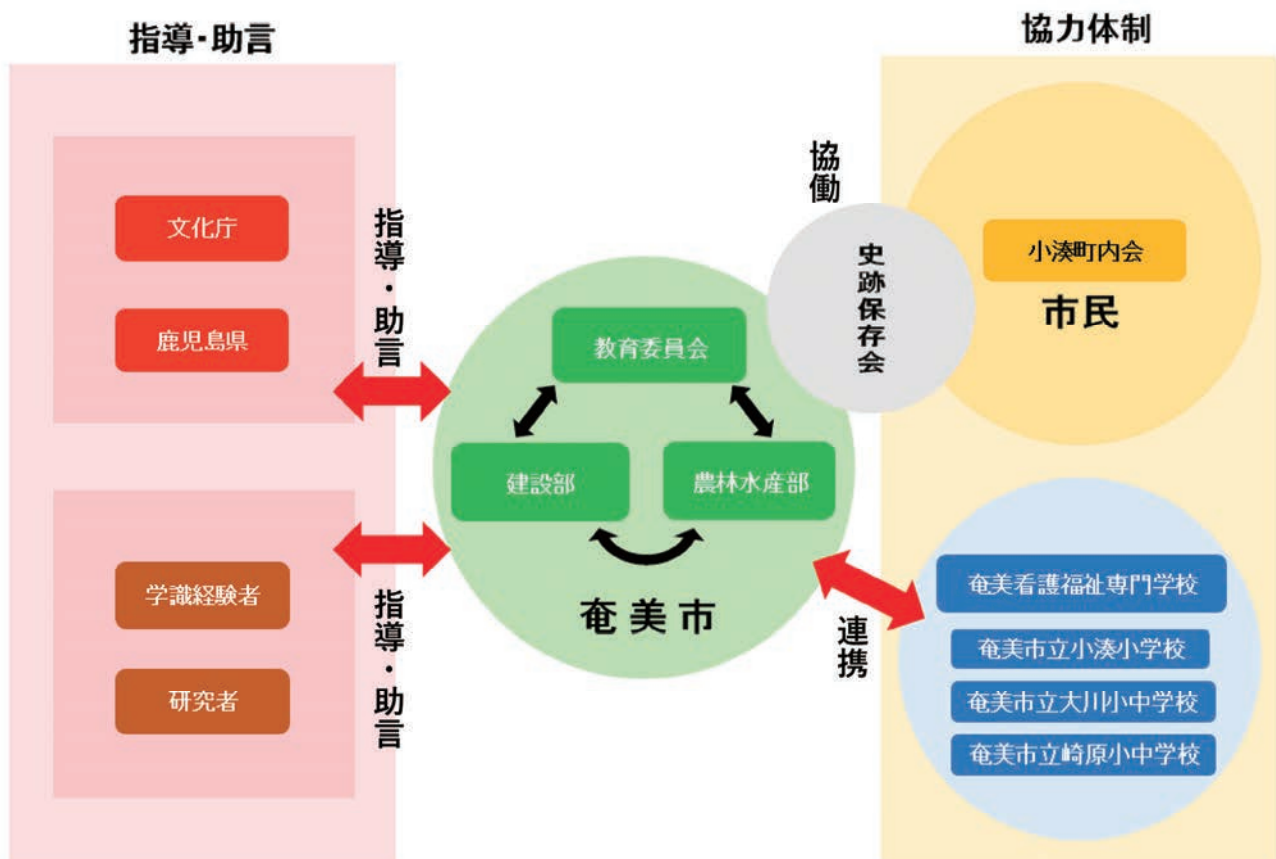 指導・助言
文化庁
鹿児島県
指導・助言
学識経験者
研究者
指導・助言
教育委員会
建設部
農林水産部
奄美市
協働
史跡保存会
連携
協力体制
小湊町内会
市民
奄美看護福祉専門学校
奄美市立小湊小学校
奄美市立大川小中学校
奄美市立崎原小中学校